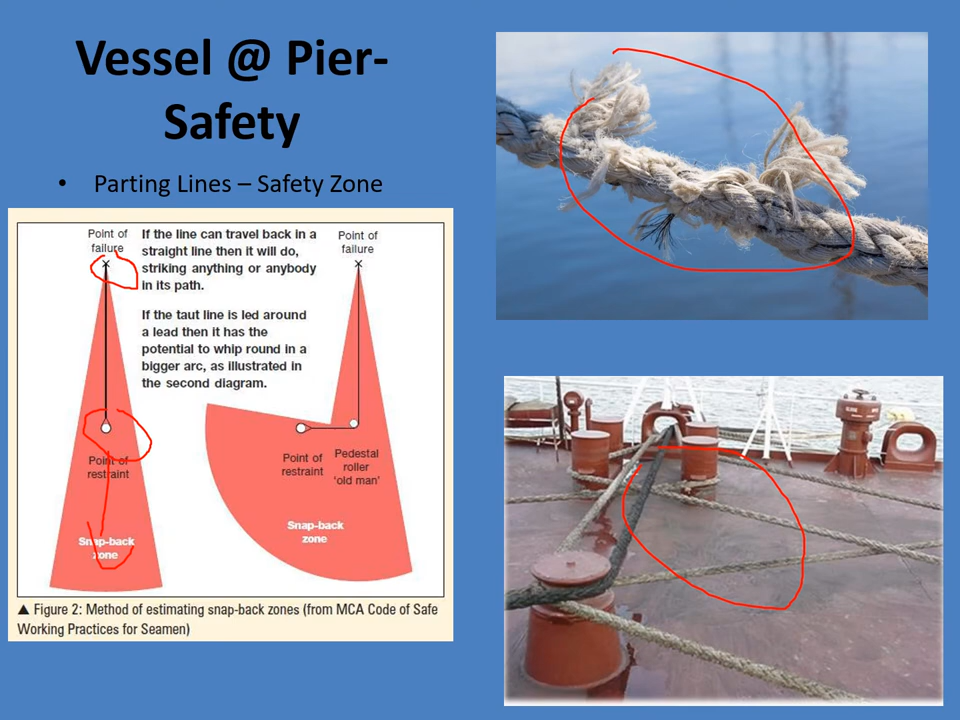 Vessel @ Pier-
Safety
• Parting Lines – Safety Zone
Point of
failure
If the line can travel back in a
straight line then it will do,
striking anything or anybody
in its path.
If the taut line is led around
a lead then it has the
potential to whip round in a
bigger arc, as illustrated in
the second diagram.
Point of
failure
Point of
restraint
Snap-back
zone
Point of
restraint
Pedestal
roller
'old man'
Snap-back
zone
▲ Figure 2: Method of estimating snap-back zones (from MCA Code of Safe
Working Practices for Seamen)